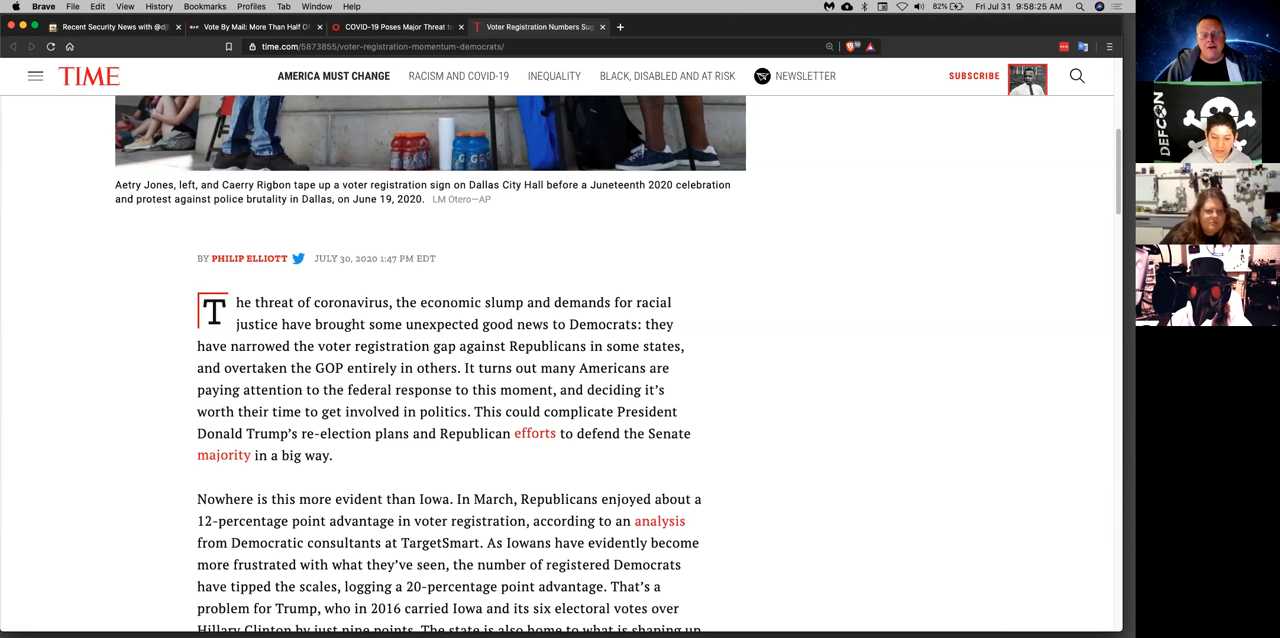 Brave File Edit View History Bookmarks Profiles Tab Window Help 82% Fri Jul 31 9:58:25 AM
Recent Security News with @d Vote By Mail: More Than Half Of COVID-19 Poses Major Threat to Voter Registration Numbers Sug
time.com/5873855/voter-registration-momentum-democrats/
TIME AMERICA MUST CHANGE RACISM AND COVID-19 INEQUALITY BLACK, DISABLED AND AT RISK NEWSLETTER SUBSCRIBE
Aetry Jones, left, and Caerry Rigbon tape up a voter registration sign on Dallas City Hall before a Juneteenth 2020 celebration
and protest against police brutality in Dallas, on June 19, 2020. LM Otero—AP
BY PHILIP ELLIOTT JULY 30, 2020 1:47 PM EDT
The threat of coronavirus, the economic slump and demands for racial
justice have brought some unexpected good news to Democrats: they
have narrowed the voter registration gap against Republicans in some states,
and overtaken the GOP entirely in others. It turns out many Americans are
paying attention to the federal response to this moment, and deciding it's
worth their time to get involved in politics. This could complicate President
Donald Trump's re-election plans and Republican efforts to defend the Senate
majority in a big way.
Nowhere is this more evident than Iowa. In March, Republicans enjoyed about a
12-percentage point advantage in voter registration, according to an analysis
from Democratic consultants at TargetSmart. As Iowans have evidently become
more frustrated with what they've seen, the number of registered Democrats
have tipped the scales, logging a 20-percentage point advantage. That's a
problem for Trump, who in 2016 carried Iowa and its six electoral votes over
Hillary Clinton by just nine points. The state is also home to what is shaping up
DEFCON